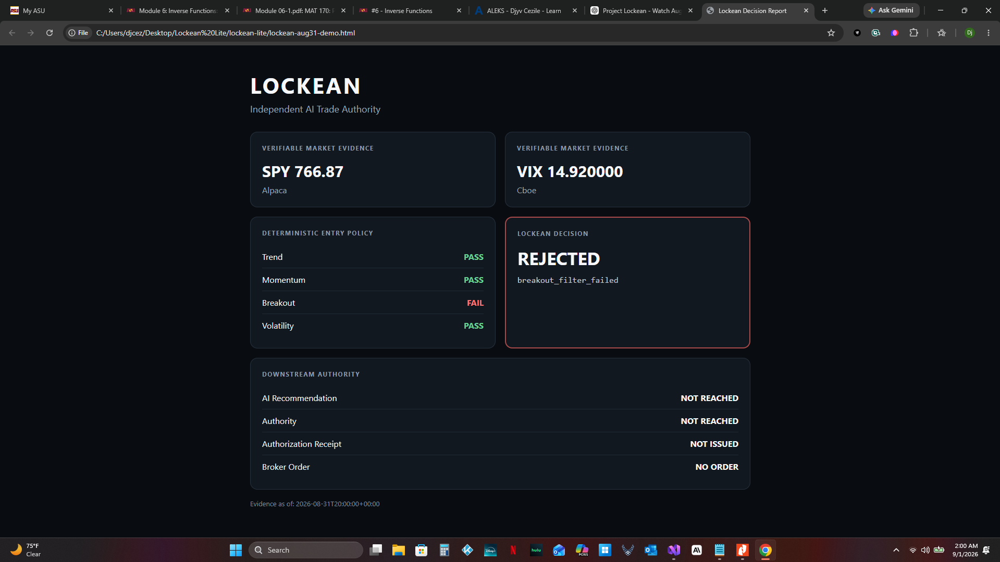 My ASU
Module 6: Inverse Functions:
Module 06-1.pdf: MAT 170:
#6 - Inverse Functions
ALEKS - Djyv Cezile - Learn
Project Lockean - Watch Aug
Lockean Decision Report
Ask Gemini
File
C:/Users/djcez/Desktop/Lockean%20Lite/lockean-lite/lockean-aug31-demo.html
Dj
LOCKEAN
Independent AI Trade Authority
VERIFIABLE MARKET EVIDENCE
SPY 766.87
Alpaca
VERIFIABLE MARKET EVIDENCE
VIX 14.920000
Cboe
DETERMINISTIC ENTRY POLICY
Trend PASS
Momentum PASS
Breakout FAIL
Volatility PASS
LOCKEAN DECISION
REJECTED
breakout_filter_failed
DOWNSTREAM AUTHORITY
AI Recommendation NOT REACHED
Authority NOT REACHED
Authorization Receipt NOT ISSUED
Broker Order NO ORDER
Evidence as of: 2026-08-31T20:00:00+00:00
75°F
Clear
Search
Disney+
N
hulu
M365
2:00 AM
9/1/2026